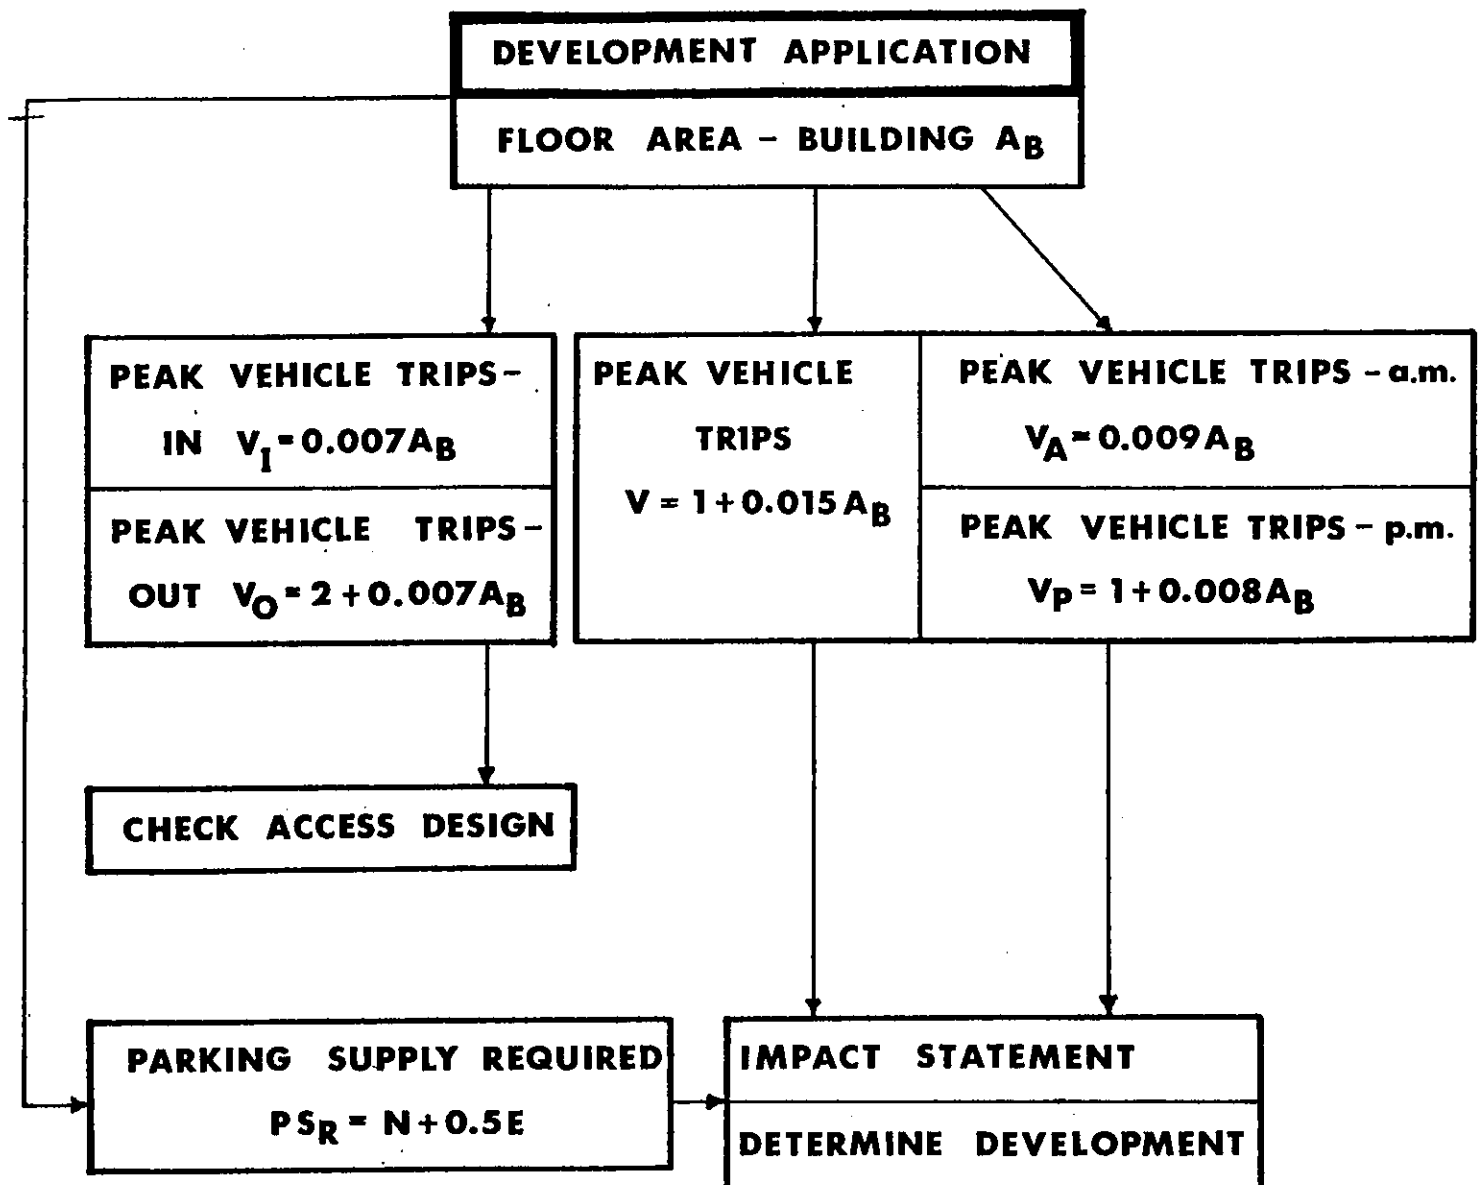 DEVELOPMENT APPLICATION
FLOOR AREA - BUILDING AB
PEAK VEHICLE TRIPS-
IN VI=0.007AB
PEAK VEHICLE TRIPS-
OUT VO=2+0.007AB
PEAK VEHICLE
TRIPS
V=1+0.015AB
PEAK VEHICLE TRIPS-a.m.
VA=0.009AB
PEAK VEHICLE TRIPS-p.m.
VP=1+0.008AB
CHECK ACCESS DESIGN
PARKING SUPPLY REQUIRED
PSR=N+0.5E
IMPACT STATEMENT
DETERMINE DEVELOPMENT